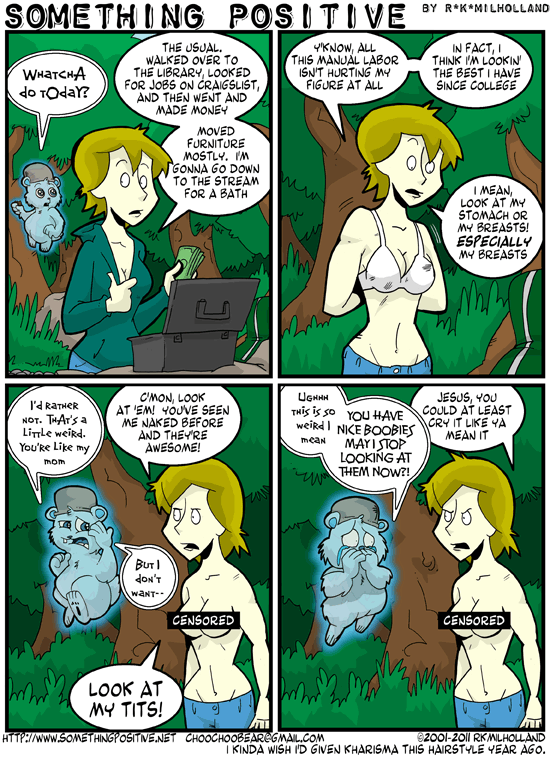 SOMETHING POSITIVE BY R*K*MILHOLLAND
WHATCHA
DO TODAY?
THE USUAL.
WALKED OVER TO
THE LIBRARY, LOOKED
FOR JOBS ON CRAIGSLIST,
AND THEN WENT AND
MADE MONEY
MOVED
FURNITURE
MOSTLY. I'M
GONNA GO DOWN
TO THE STREAM
FOR A BATH
Y'KNOW, ALL
THIS MANUAL LABOR
ISN'T HURTING MY
FIGURE AT ALL
IN FACT, I
THINK I'M LOOKIN'
THE BEST I HAVE
SINCE COLLEGE
I MEAN,
LOOK AT MY
STOMACH OR
MY BREASTS!
ESPECIALLY
MY BREASTS
I'D RATHER
NOT. THAT'S A
LITTLE WEIRD.
YOU'RE LIKE MY
MOM
C'MON, LOOK
AT 'EM! YOU'VE SEEN
ME NAKED BEFORE
AND THEY'RE
AWESOME!
BUT I
DON'T
WANT--
CENSORED
LOOK AT
MY TITS!
UGHHH
THIS IS SO
WEIRD I
MEAN
YOU HAVE
NICE BOOBIES
MAY I STOP
LOOKING AT
THEM NOW?!
JESUS, YOU
COULD AT LEAST
CRY IT LIKE YA
MEAN IT
CENSORED
HTTP://WWW.SOMETHINGPOSITIVE.NET CHOOCHOOBEAR@GMAIL.COM ©2001-2011 RKMILHOLLAND
I KINDA WISH I'D GIVEN KHARISMA THIS HAIRSTYLE YEAR AGO.